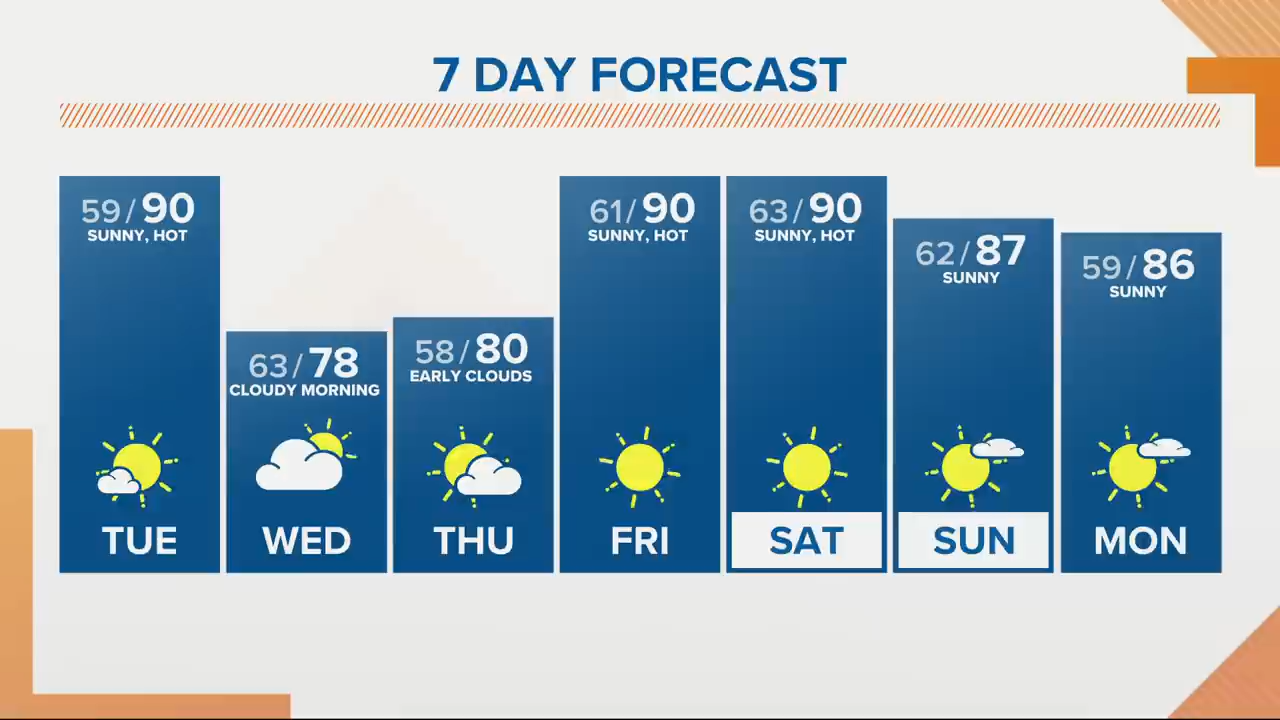 7 DAY FORECAST
59/90
SUNNY, HOT
TUE
63/78
CLOUDY MORNING
WED
58/80
EARLY CLOUDS
THU
61/90
SUNNY, HOT
FRI
63/90
SUNNY, HOT
SAT
62/87
SUNNY
SUN
59/86
SUNNY
MON